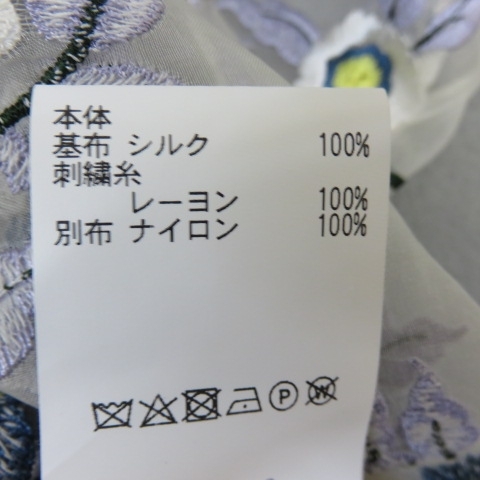 本体
基布 シルク 100%
刺繍糸
レーヨン 100%
別布 ナイロン 100%
P W